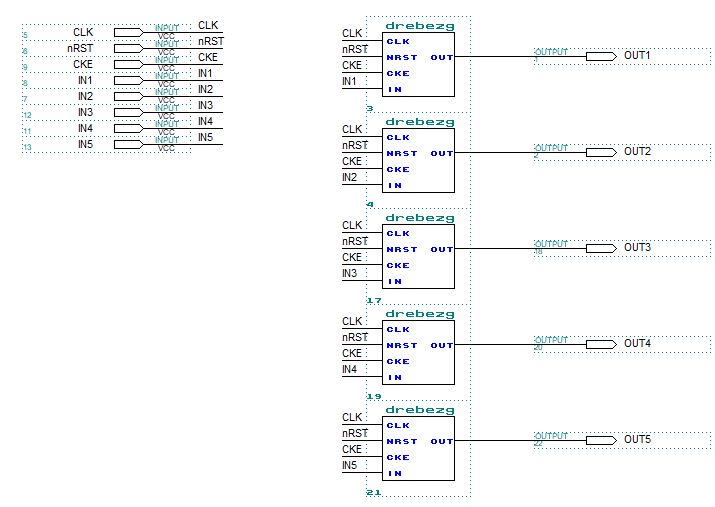 CLK INPUT VCC CLK
5
nRST INPUT VCC nRST
6
CKE INPUT VCC CKE
9
IN1 INPUT VCC IN1
8
IN2 INPUT VCC IN2
7
IN3 INPUT VCC IN3
12
IN4 INPUT VCC IN4
11
IN5 INPUT VCC IN5
13
drebezg
CLK CLK
nRST NRST OUT OUTPUT OUT1
1
CKE CKE
IN1 IN
3
drebezg
CLK CLK
nRST NRST OUT OUTPUT OUT2
2
CKE CKE
IN2 IN
4
drebezg
CLK CLK
nRST NRST OUT OUTPUT OUT3
18
CKE CKE
IN3 IN
17
drebezg
CLK CLK
nRST NRST OUT OUTPUT OUT4
20
CKE CKE
IN4 IN
19
drebezg
CLK CLK
nRST NRST OUT OUTPUT OUT5
22
CKE CKE
IN5 IN
21